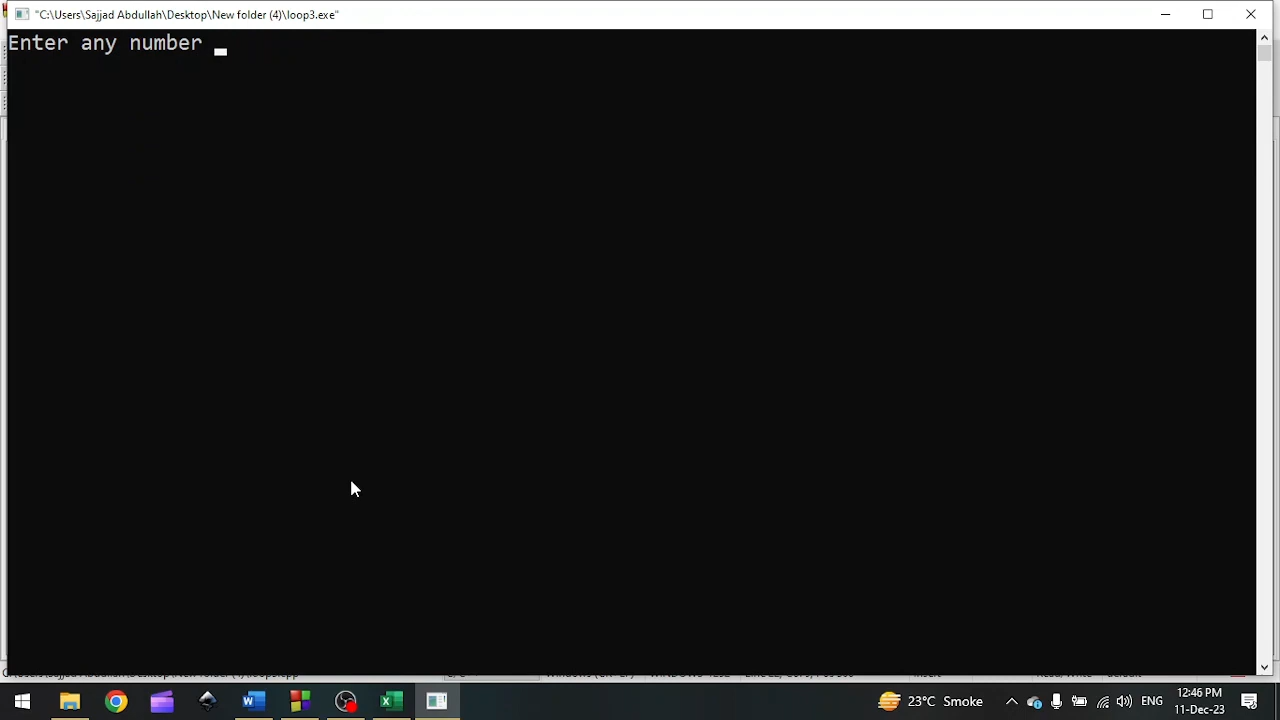 "C:\Users\Sajjad Abdullah\Desktop\New folder (4)\loop3.exe"
Enter any number
23°C Smoke
ENG
12:46 PM
11-Dec-23